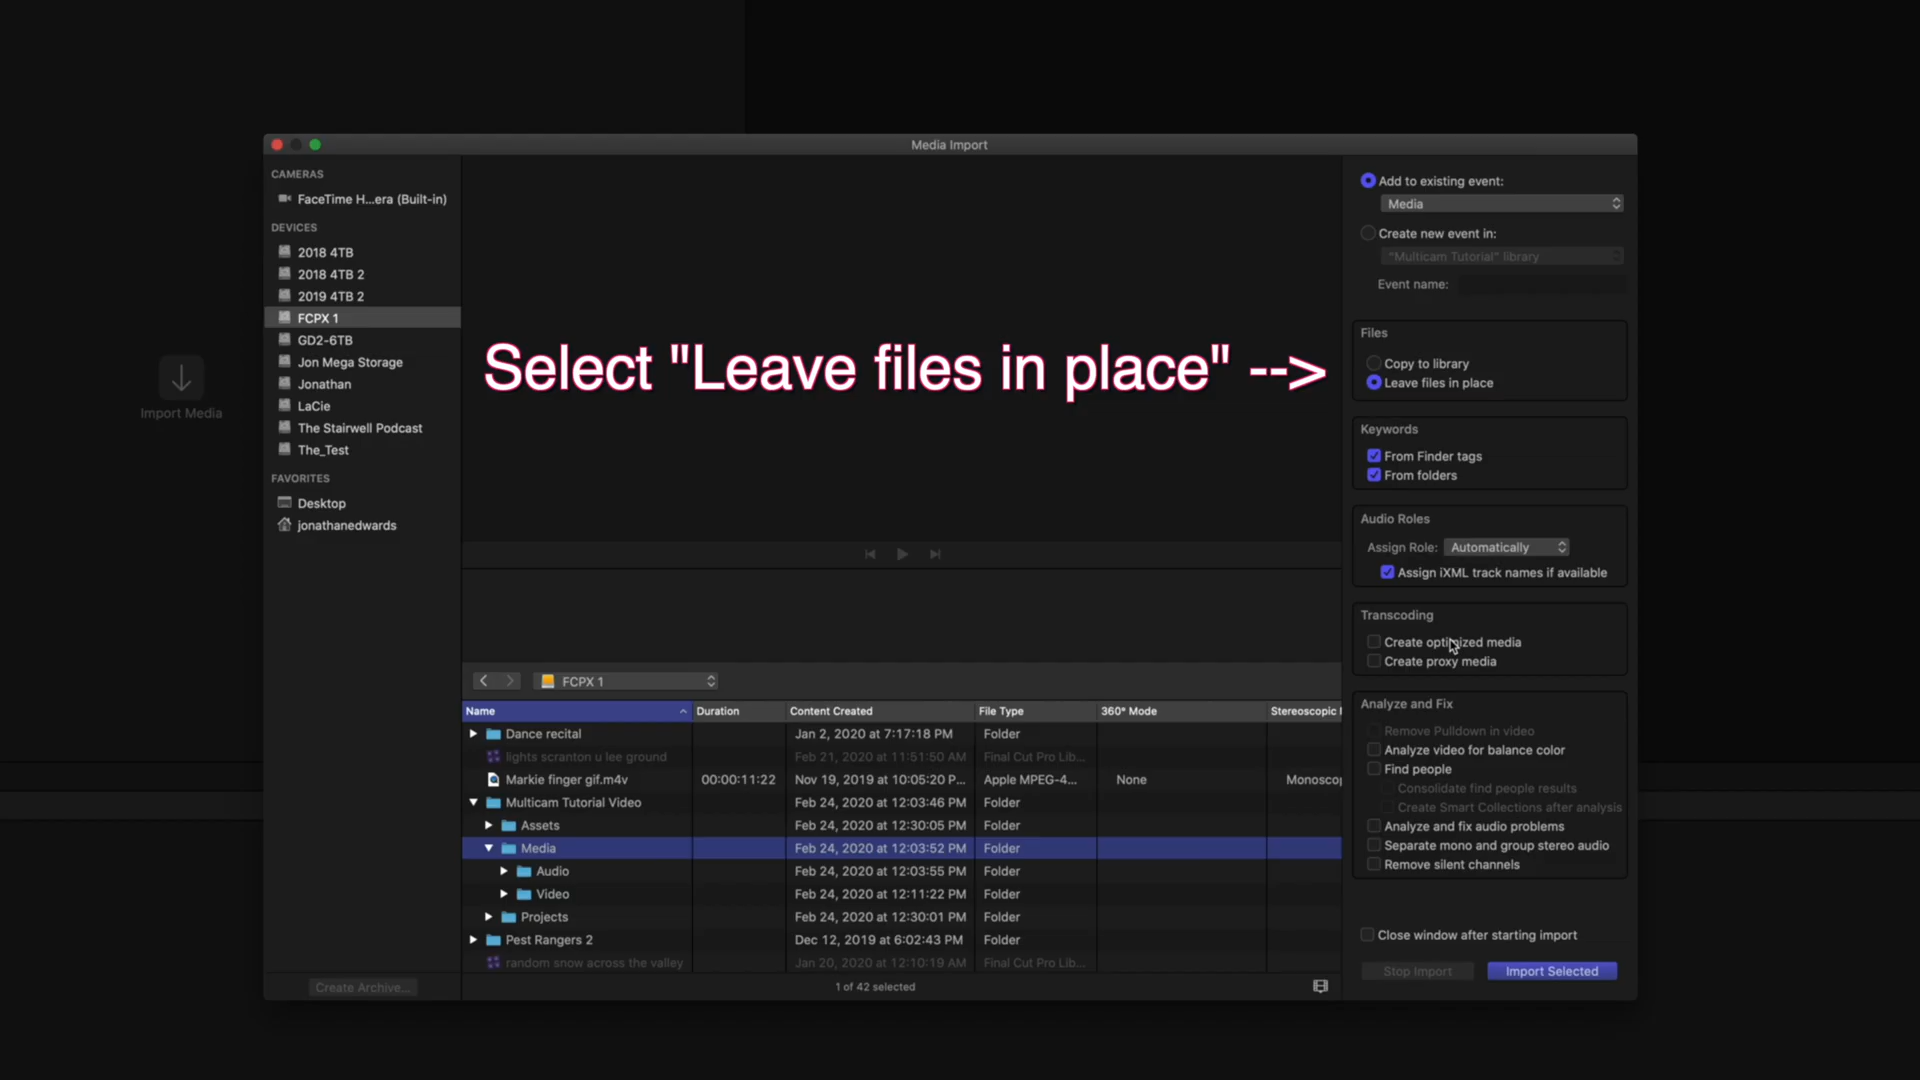 Media Import
CAMERAS
FaceTime H...era (Built-in)
DEVICES
2018 4TB
2018 4TB 2
2019 4TB 2
FCPX 1
GD2-6TB
Jon Mega Storage
Jonathan
LaCie
The Stairwell Podcast
The_Test
FAVORITES
Desktop
jonathanedwards
Create Archive...
Import Media
Select "Leave files in place" -->
FCPX 1
Name Duration Content Created File Type 360° Mode Stereoscopic
Dance recital Jan 2, 2020 at 7:17:18 PM Folder
lights scranton u lee ground Feb 21, 2020 at 11:51:50 AM Final Cut Pro Lib...
Markie finger gif.m4v 00:00:11:22 Nov 19, 2019 at 10:05:20 P... Apple MPEG-4... None Monoscop
Multicam Tutorial Video Feb 24, 2020 at 12:03:46 PM Folder
Assets Feb 24, 2020 at 12:30:05 PM Folder
Media Feb 24, 2020 at 12:03:52 PM Folder
Audio Feb 24, 2020 at 12:03:55 PM Folder
Video Feb 24, 2020 at 12:11:22 PM Folder
Projects Feb 24, 2020 at 12:30:01 PM Folder
Pest Rangers 2 Dec 12, 2019 at 6:02:43 PM Folder
random snow across the valley Jan 20, 2020 at 12:10:19 AM Final Cut Pro Lib...
1 of 42 selected
Add to existing event:
Media
Create new event in:
"Multicam Tutorial" library
Event name:
Files
Copy to library
Leave files in place
Keywords
From Finder tags
From folders
Audio Roles
Assign Role: Automatically
Assign iXML track names if available
Transcoding
Create optimized media
Create proxy media
Analyze and Fix
Remove Pulldown in video
Analyze video for balance color
Find people
Consolidate find people results
Create Smart Collections after analysis
Analyze and fix audio problems
Separate mono and group stereo audio
Remove silent channels
Close window after starting import
Stop Import Import Selected